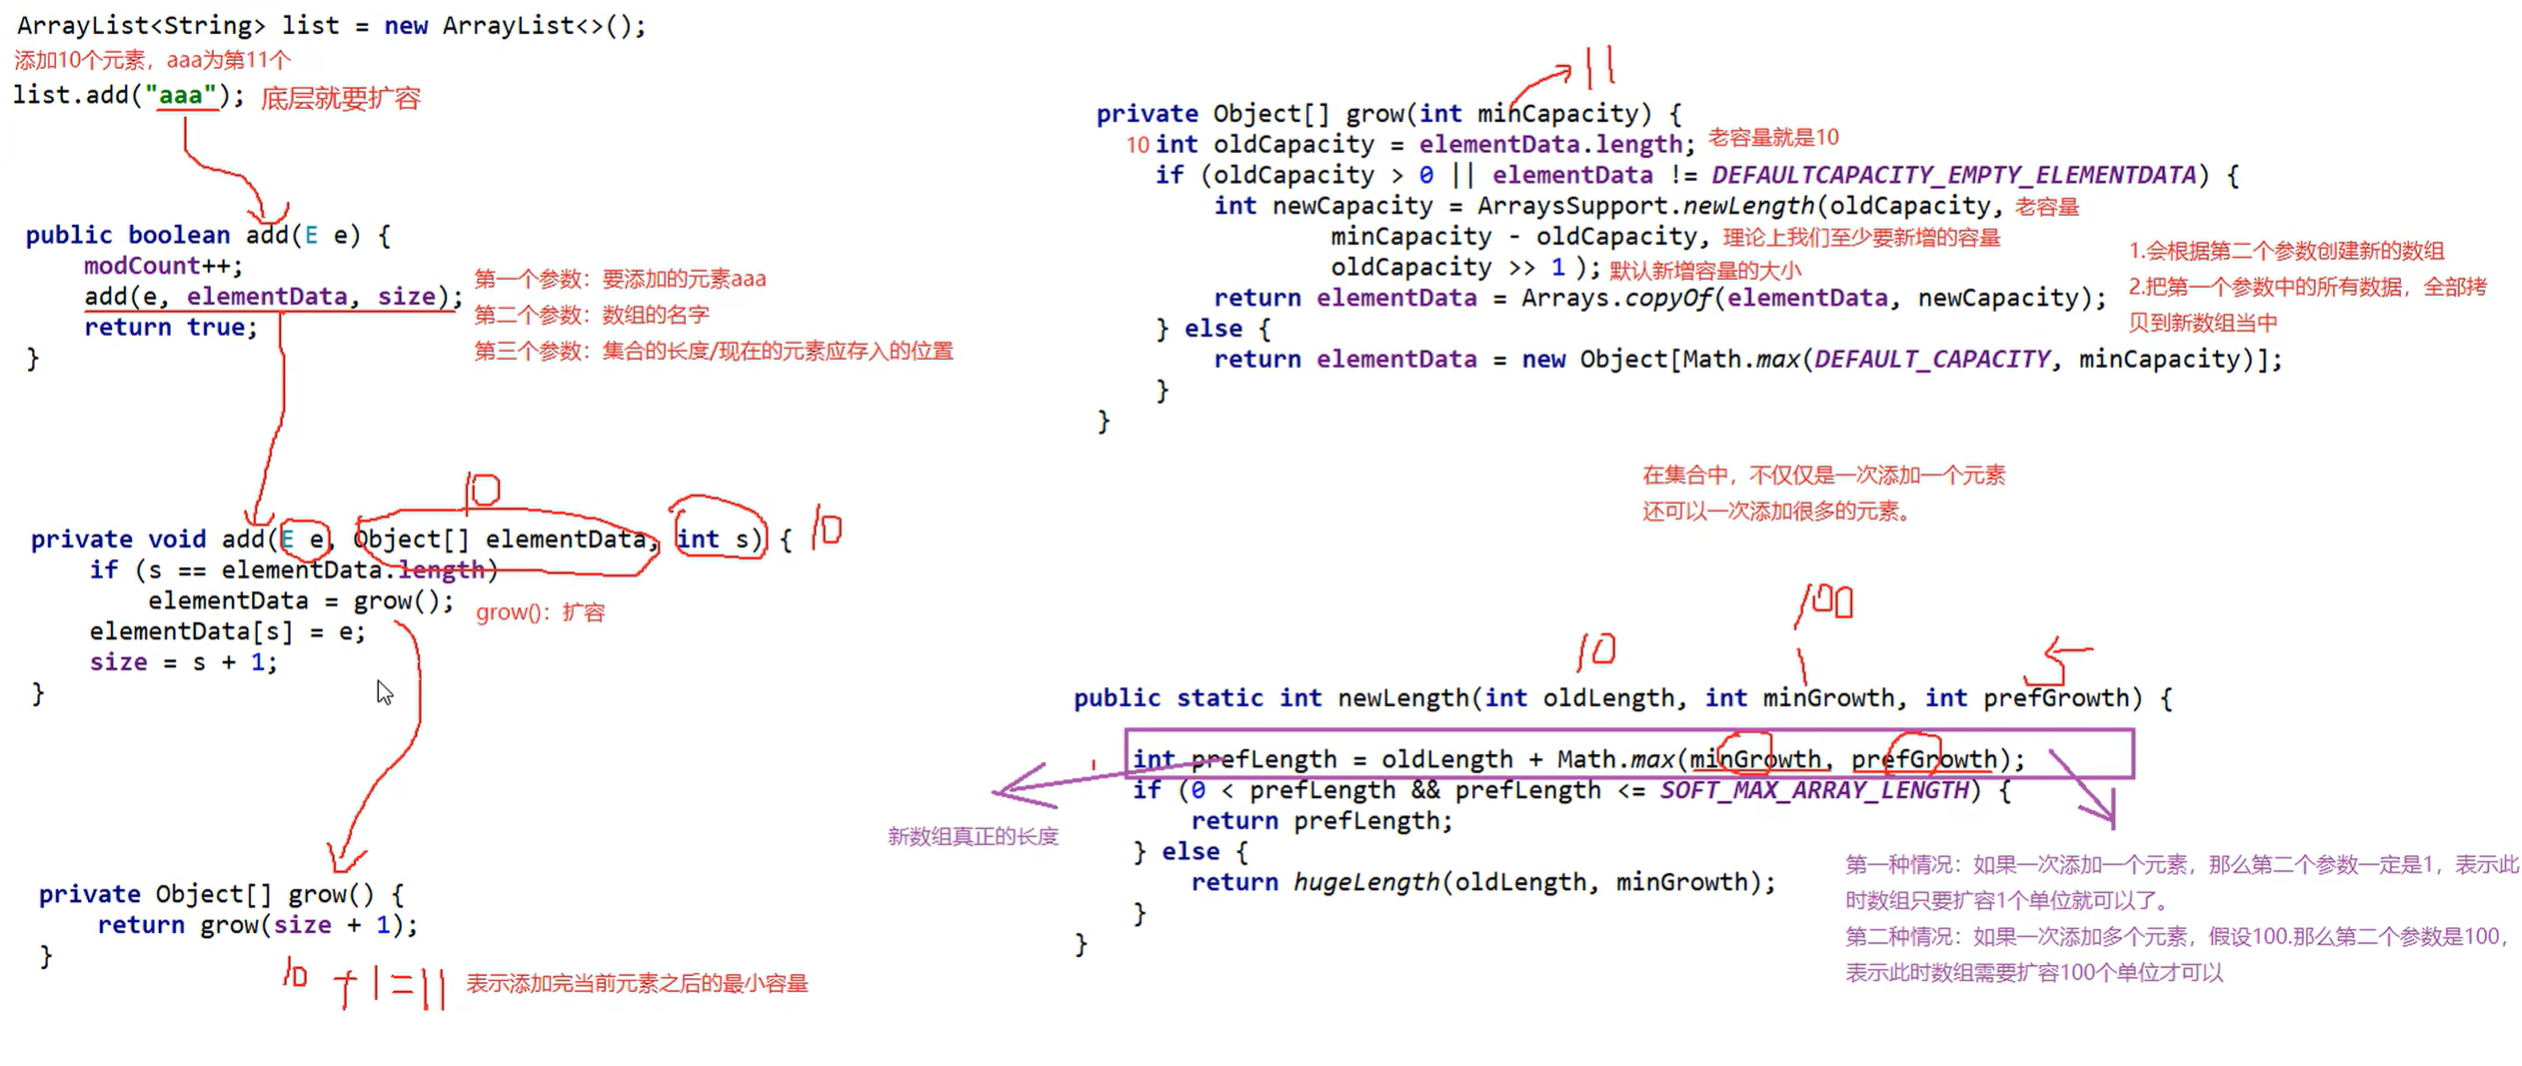 ArrayList<String> list = new ArrayList<>();
添加10个元素，aaa为第11个
list.add("aaa"); 底层就要扩容
public boolean add(E e) {
modCount++;
add(e, elementData, size);
return true;
}
第一个参数：要添加的元素aaa
第二个参数：数组的名字
第三个参数：集合的长度/现在的元素应存入的位置
10
private void add(E e, Object[] elementData, int s) { 10
if (s == elementData.length)
elementData = grow(); grow()：扩容
elementData[s] = e;
size = s + 1;
}
private Object[] grow() {
return grow(size + 1);
}
10 + 1 = 11 表示添加完当前元素之后的最小容量
11
private Object[] grow(int minCapacity) {
10 int oldCapacity = elementData.length; 老容量就是10
if (oldCapacity > 0 || elementData != DEFAULTCAPACITY_EMPTY_ELEMENTDATA) {
int newCapacity = ArraysSupport.newLength(oldCapacity, 老容量
minCapacity - oldCapacity, 理论上我们至少要新增的容量
oldCapacity >> 1 ); 默认新增容量的大小
return elementData = Arrays.copyOf(elementData, newCapacity);
} else {
return elementData = new Object[Math.max(DEFAULT_CAPACITY, minCapacity)];
}
}
1.会根据第二个参数创建新的数组
2.把第一个参数中的所有数据，全部拷
贝到新数组当中
在集合中，不仅仅是一次添加一个元素
还可以一次添加很多的元素。
10 100 5
public static int newLength(int oldLength, int minGrowth, int prefGrowth) {
int prefLength = oldLength + Math.max(minGrowth, prefGrowth);
if (0 < prefLength && prefLength <= SOFT_MAX_ARRAY_LENGTH) {
return prefLength;
} else {
return hugeLength(oldLength, minGrowth);
}
}
新数组真正的长度
第一种情况：如果一次添加一个元素，那么第二个参数一定是1，表示此
时数组只要扩容1个单位就可以了。
第二种情况：如果一次添加多个元素，假设100.那么第二个参数是100，
表示此时数组需要扩容100个单位才可以